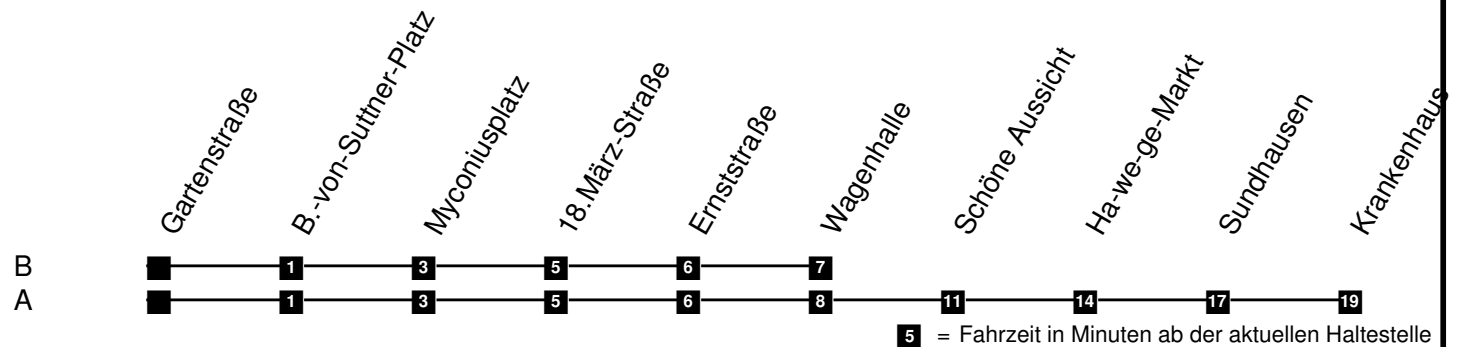 Gartenstraße
B.-von-Suttner-Platz
Myconiusplatz
18.März-Straße
Ernststraße
Wagenhalle
Schöne Aussicht
Ha-we-ge-Markt
Sundhausen
Krankenhaus
B 1 3 5 6 7
A 1 3 5 6 8 11 14 17 19
5 = Fahrzeit in Minuten ab der aktuellen Haltestelle